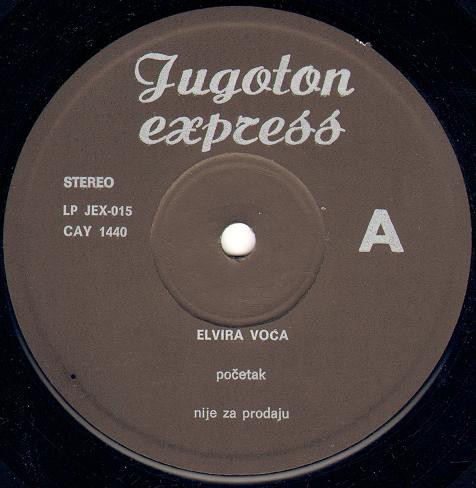 Jugoton
express
STEREO
LP JEX-015
CAY 1440
A
ELVIRA VOĆA
početak
nije za prodaju